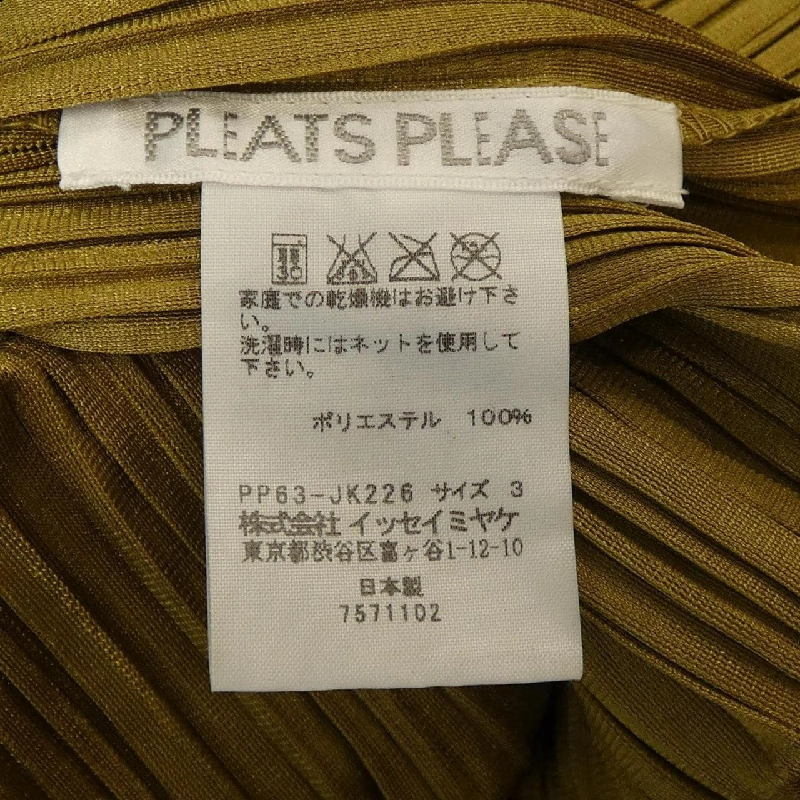 PLEATS PLEASE
30
家庭での乾燥機はお避け下さ
い。
洗濯時にはネットを使用して
下さい。
ポリエステル 100%
PP63-JK226 サイズ 3
株式会社 イッセイミヤケ
東京都渋谷区富ヶ谷1-12-10
日本製
7571102